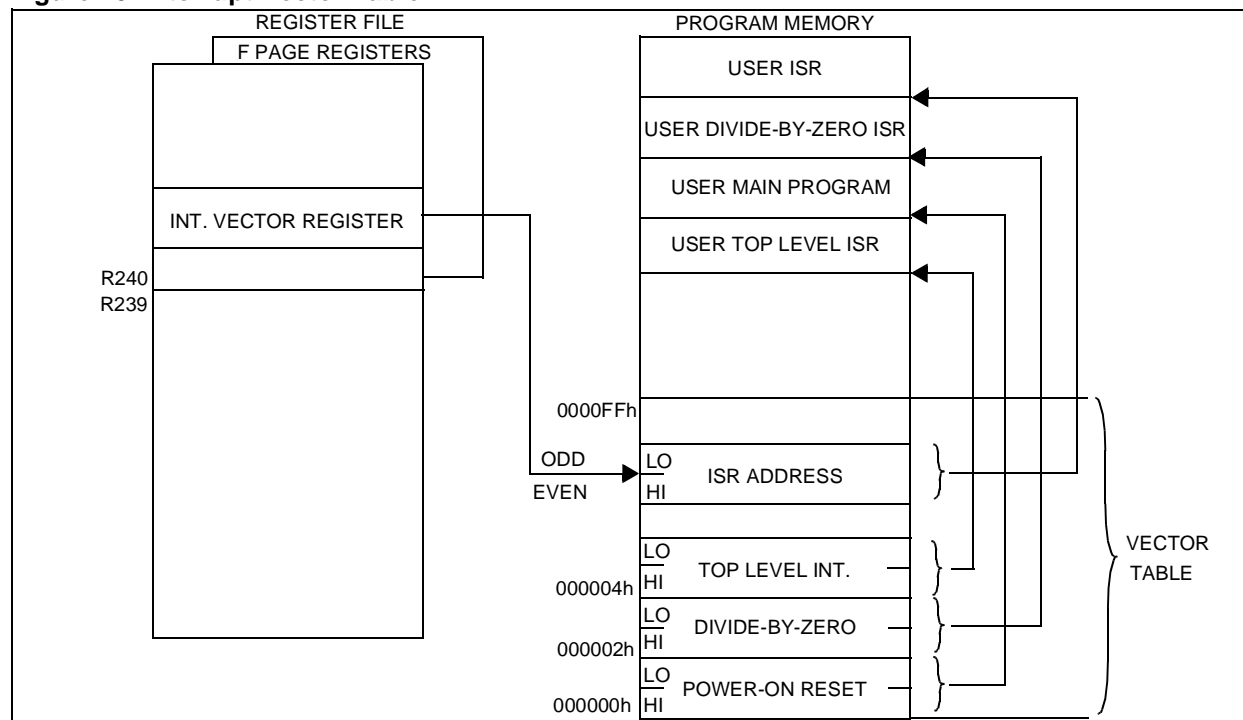 REGISTER FILE
F PAGE REGISTERS
INT. VECTOR REGISTER
R240
R239
PROGRAM MEMORY
USER ISR
USER DIVIDE-BY-ZERO ISR
USER MAIN PROGRAM
USER TOP LEVEL ISR
0000FFh
ODD
EVEN
LO
HI
ISR ADDRESS
LO
HI
TOP LEVEL INT.
000004h
LO
HI
DIVIDE-BY-ZERO
000002h
LO
HI
POWER-ON RESET
000000h
VECTOR
TABLE